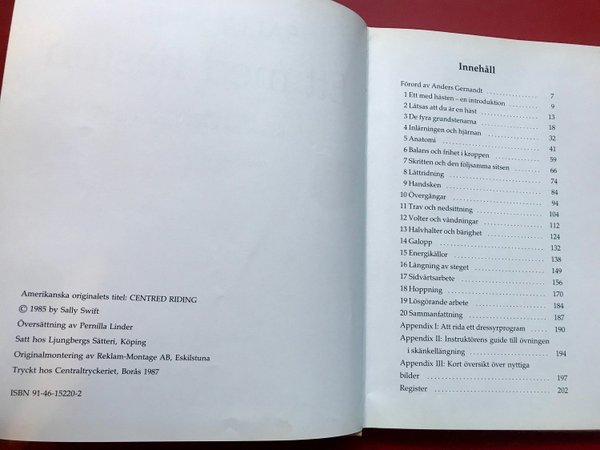 Amerikanska originalets titel: CENTRED RIDING
© 1985 by Sally Swift
Översättning av Pernilla Linder
Satt hos Ljungbergs Sätteri, Köping
Originalmontering av Reklam-Montage AB, Eskilstuna
Tryckt hos Centraltryckeriet, Borås 1987
ISBN 91-46-15220-2
Innehåll
Förord av Anders Gernandt 7
1 Ett med hästen – en introduktion 9
2 Låtsas att du är en häst 13
3 De fyra grundstenarna 18
4 Inlärningen och hjärnan 32
5 Anatomi 41
6 Balans och frihet i kroppen 59
7 Skritten och den följsamma sitsen 66
8 Lättridning 74
9 Handsken 84
10 Övergångar 94
11 Trav och nedsittning 104
12 Volter och vändningar 112
13 Halvhalter och bärighet 124
14 Galopp 132
15 Energikällor 138
16 Längning av steget 149
17 Sidvärtsarbete 156
18 Hoppning 170
19 Lösgörande arbete 184
20 Sammanfattning 187
Appendix I: Att rida ett dressyrprogram 190
Appendix II: Instruktörens guide till övningen
i skänkellängning 194
Appendix III: Kort översikt över nyttiga
bilder 197
Register 202